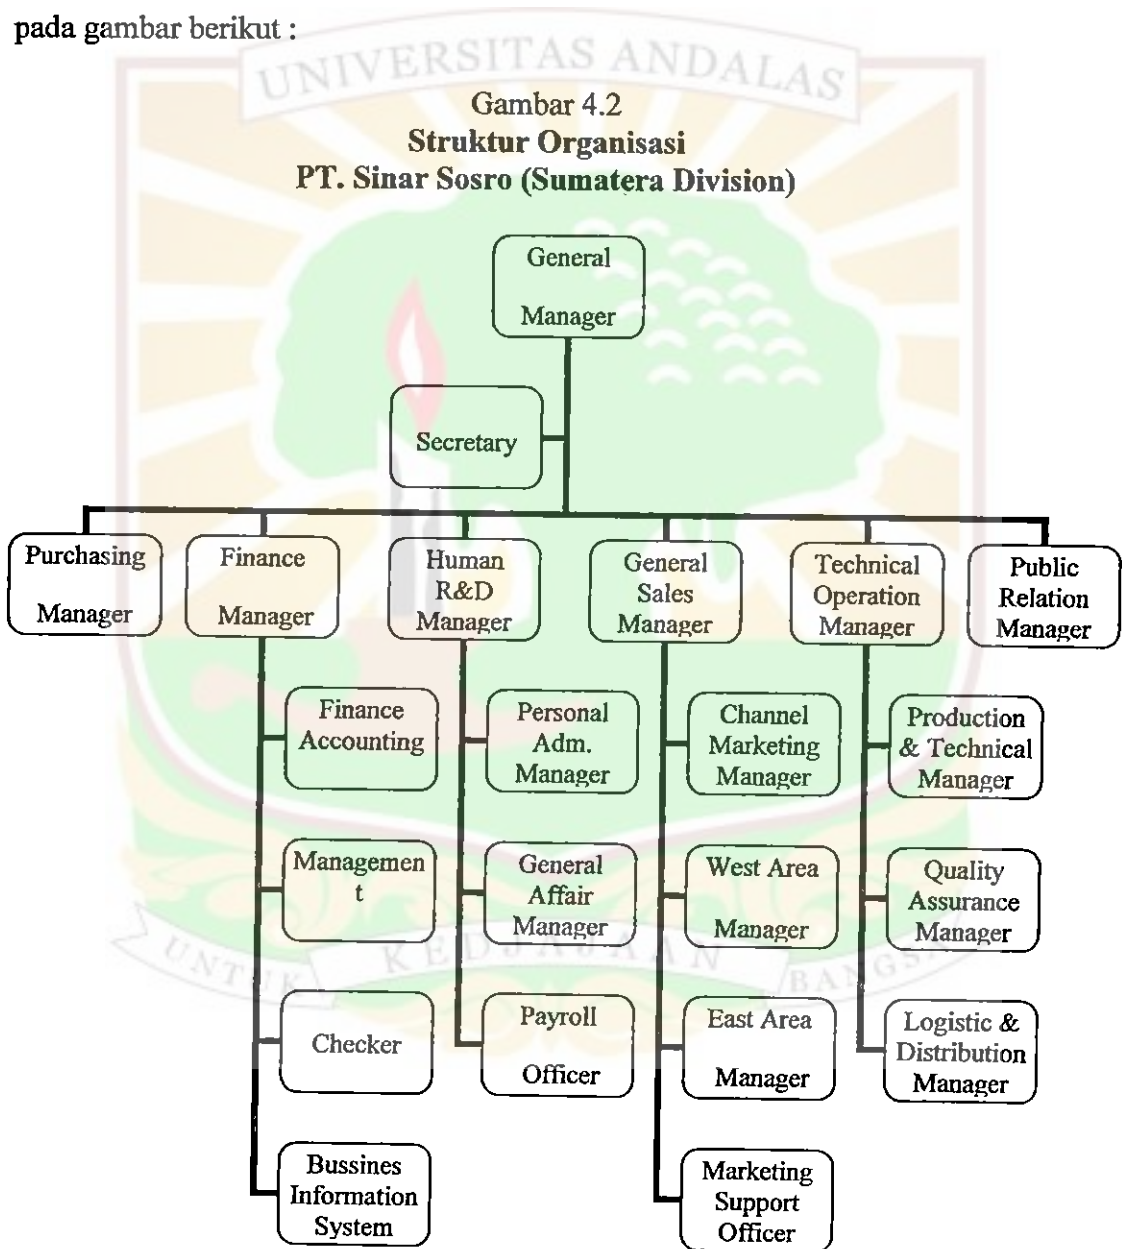 pada gambar berikut :
UNIVERSITAS ANDALAS
Gambar 4.2
Struktur Organisasi
PT. Sinar Sosro (Sumatera Division)
General
Manager
Secretary
Purchasing
Manager
Finance
Manager
Human
R&D
Manager
General
Sales
Manager
Technical
Operation
Manager
Public
Relation
Manager
Finance
Accounting
Personal
Adm.
Manager
Channel
Marketing
Manager
Production
& Technical
Manager
Managemen
t
General
Affair
Manager
West Area
Manager
Quality
Assurance
Manager
UNTUK KEDJAJAAN BANGSA
Checker
Payroll
Officer
East Area
Manager
Logistic &
Distribution
Manager
Bussines
Information
System
Marketing
Support
Officer